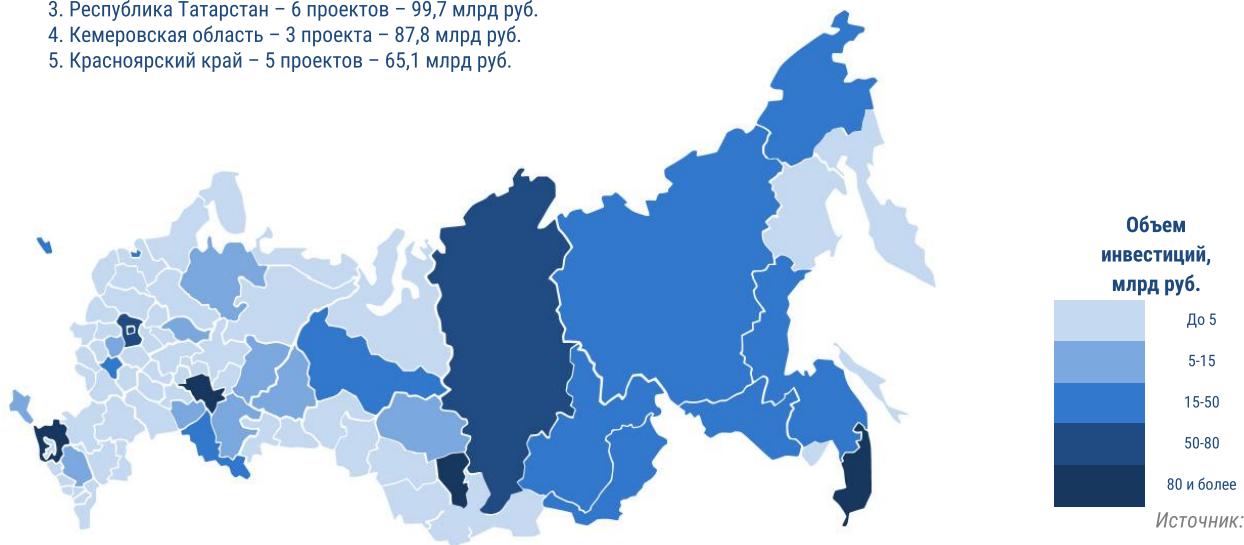 3. Республика Татарстан – 6 проектов – 99,7 млрд руб.
4. Кемеровская область – 3 проекта – 87,8 млрд руб.
5. Красноярский край – 5 проектов – 65,1 млрд руб.
Объем
инвестиций,
млрд руб.
До 5
5-15
15-50
50-80
80 и более
Источник: